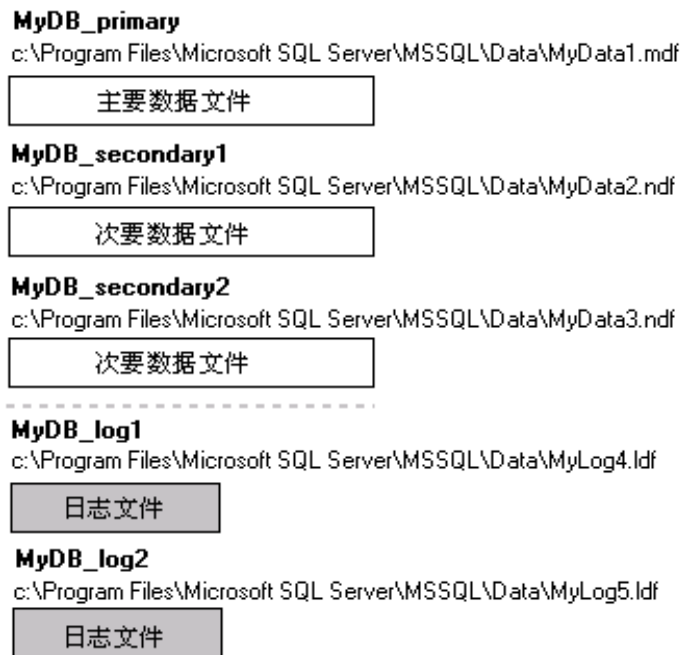 MyDB_primary
c:\Program Files\Microsoft SQL Server\MSSQL\Data\MyData1.mdf
主要数据文件
MyDB_secondary1
c:\Program Files\Microsoft SQL Server\MSSQL\Data\MyData2.ndf
次要数据文件
MyDB_secondary2
c:\Program Files\Microsoft SQL Server\MSSQL\Data\MyData3.ndf
次要数据文件
MyDB_log1
c:\Program Files\Microsoft SQL Server\MSSQL\Data\MyLog4.ldf
日志文件
MyDB_log2
c:\Program Files\Microsoft SQL Server\MSSQL\Data\MyLog5.ldf
日志文件